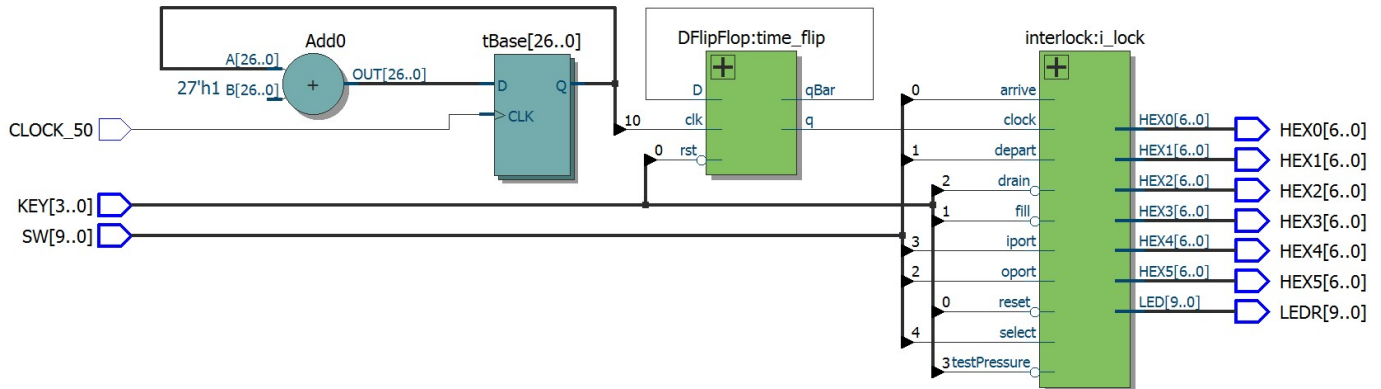 Add0
A[26..0]
27'h1 B[26..0]
+
OUT[26..0]
tBase[26..0]
D
Q
CLK
CLOCK_50
KEY[3..0]
SW[9..0]
DFlipFlop:time_flip
D
qBar
10
clk
q
0
rst
interlock:i_lock
0
arrive
clock
1
depart
2
drain
1
fill
3
iport
2
oport
0
reset
4
select
3
testPressure
HEX0[6..0]
HEX0[6..0]
HEX1[6..0]
HEX1[6..0]
HEX2[6..0]
HEX2[6..0]
HEX3[6..0]
HEX3[6..0]
HEX4[6..0]
HEX4[6..0]
HEX5[6..0]
HEX5[6..0]
LED[9..0]
LEDR[9..0]